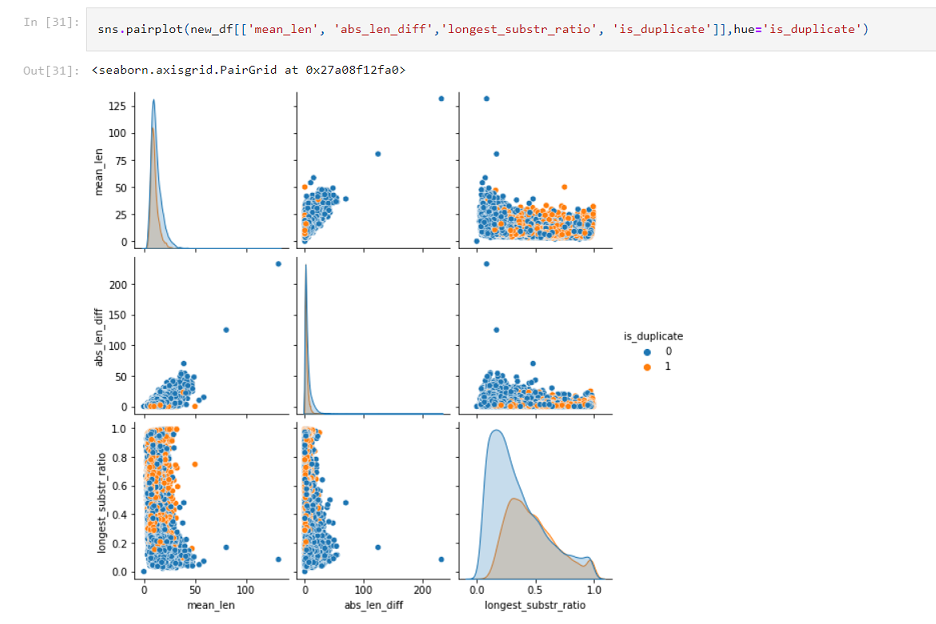 In [31]:
sns.pairplot(new_df[['mean_len', 'abs_len_diff','longest_substr_ratio', 'is_duplicate']],hue='is_duplicate')
Out[31]:
<seaborn.axisgrid.PairGrid at 0x27a08f12fa0>
mean_len
125
100
75
50
25
0
abs_len_diff
200
150
100
50
0
longest_substr_ratio
1.0
0.8
0.6
0.4
0.2
0.0
0 50 100
mean_len
0 100 200
abs_len_diff
0.0 0.5 1.0
longest_substr_ratio
is_duplicate
0
1